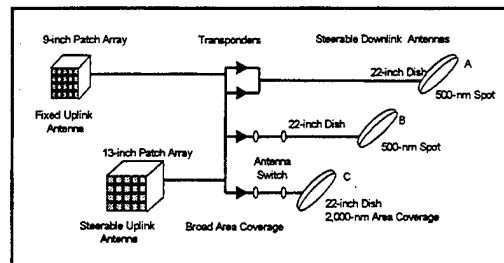 9-inch Patch Array
Transponders
Steerable Downlink Antennas
22-inch Dish
A
500-nm Spot
Fixed Uplink
Antenna
22-inch Dish
B
500-nm Spot
13-inch Patch Array
Antenna
Switch
C
22-inch Dish
2,000-nm Area Coverage
Steerable Uplink
Antenna
Broad Area Coverage